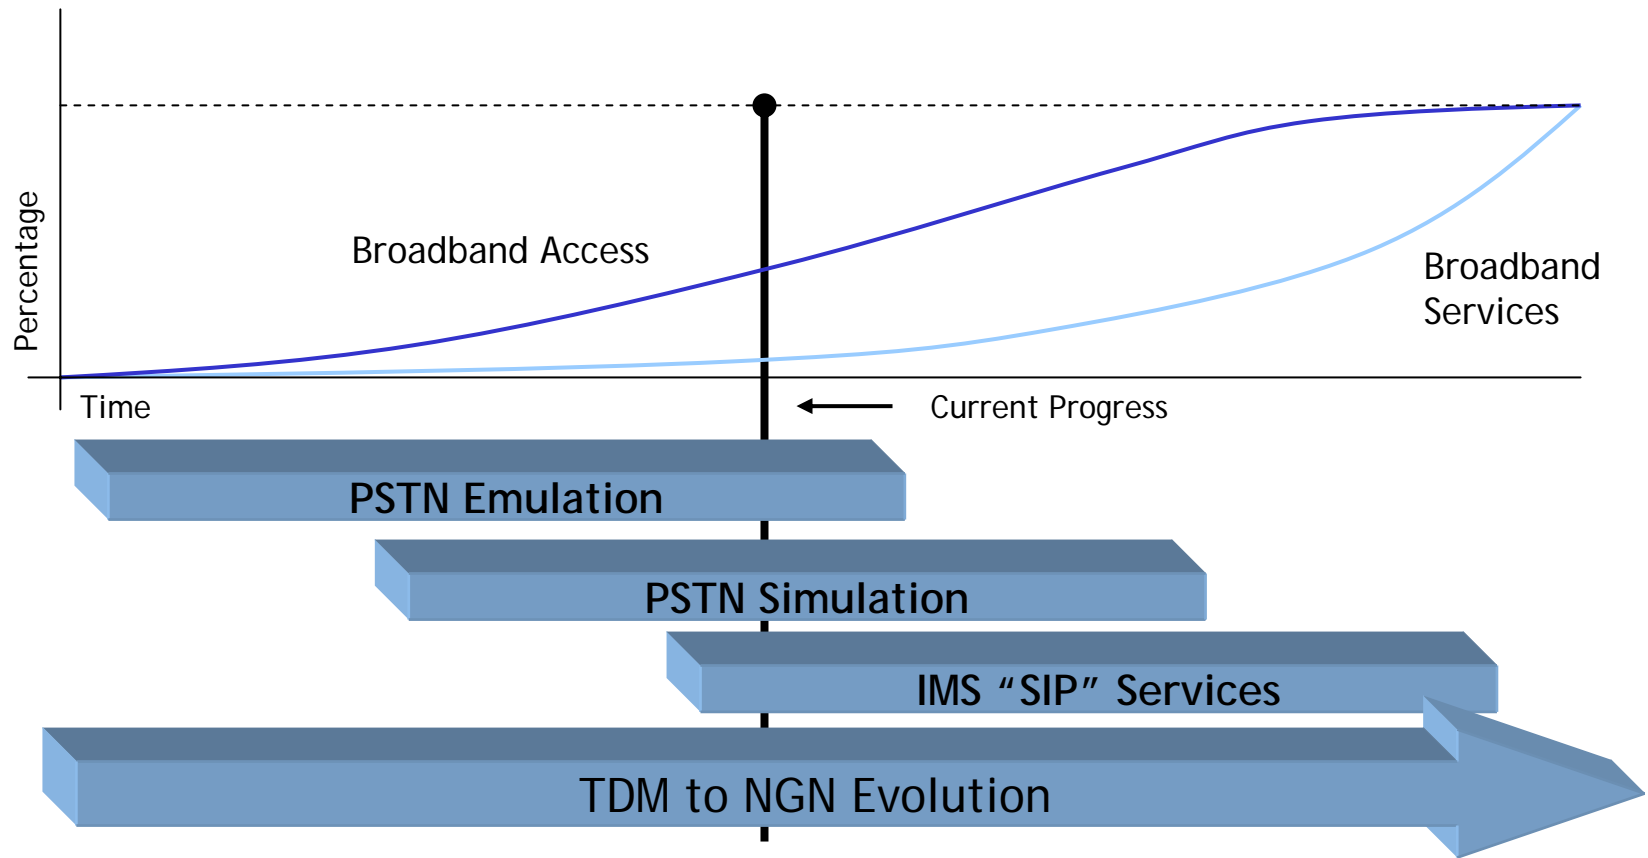 Percentage
Broadband Access
Broadband
Services
Time
Current Progress
PSTN Emulation
PSTN Simulation
IMS “SIP” Services
TDM to NGN Evolution